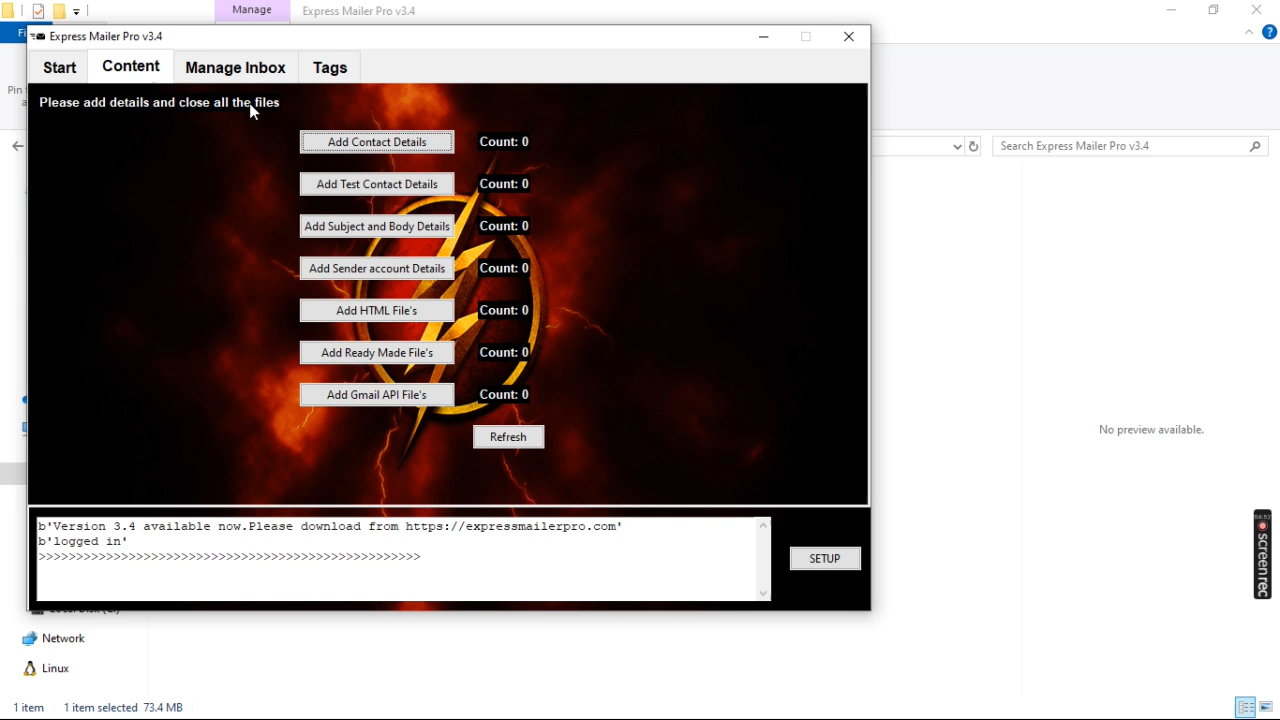 Manage
Express Mailer Pro v3.4
Express Mailer Pro v3.4
Start
Content
Manage Inbox
Tags
Please add details and close all the files
Add Contact Details
Count: 0
Add Test Contact Details
Count: 0
Add Subject and Body Details
Count: 0
Add Sender account Details
Count: 0
Add HTML File's
Count: 0
Add Ready Made File's
Count: 0
Add Gmail API File's
Count: 0
Refresh
b'Version 3.4 available now.Please download from https://expressmailerpro.com'
b'logged in'
>>>>>>>>>>>>>>>>>>>>>>>>>>>>>>>>>>>>>>>>>>>>>>>>>>>
SETUP
Search Express Mailer Pro v3.4
No preview available.
04:52
screenrec
Network
Linux
1 item
1 item selected 73.4 MB